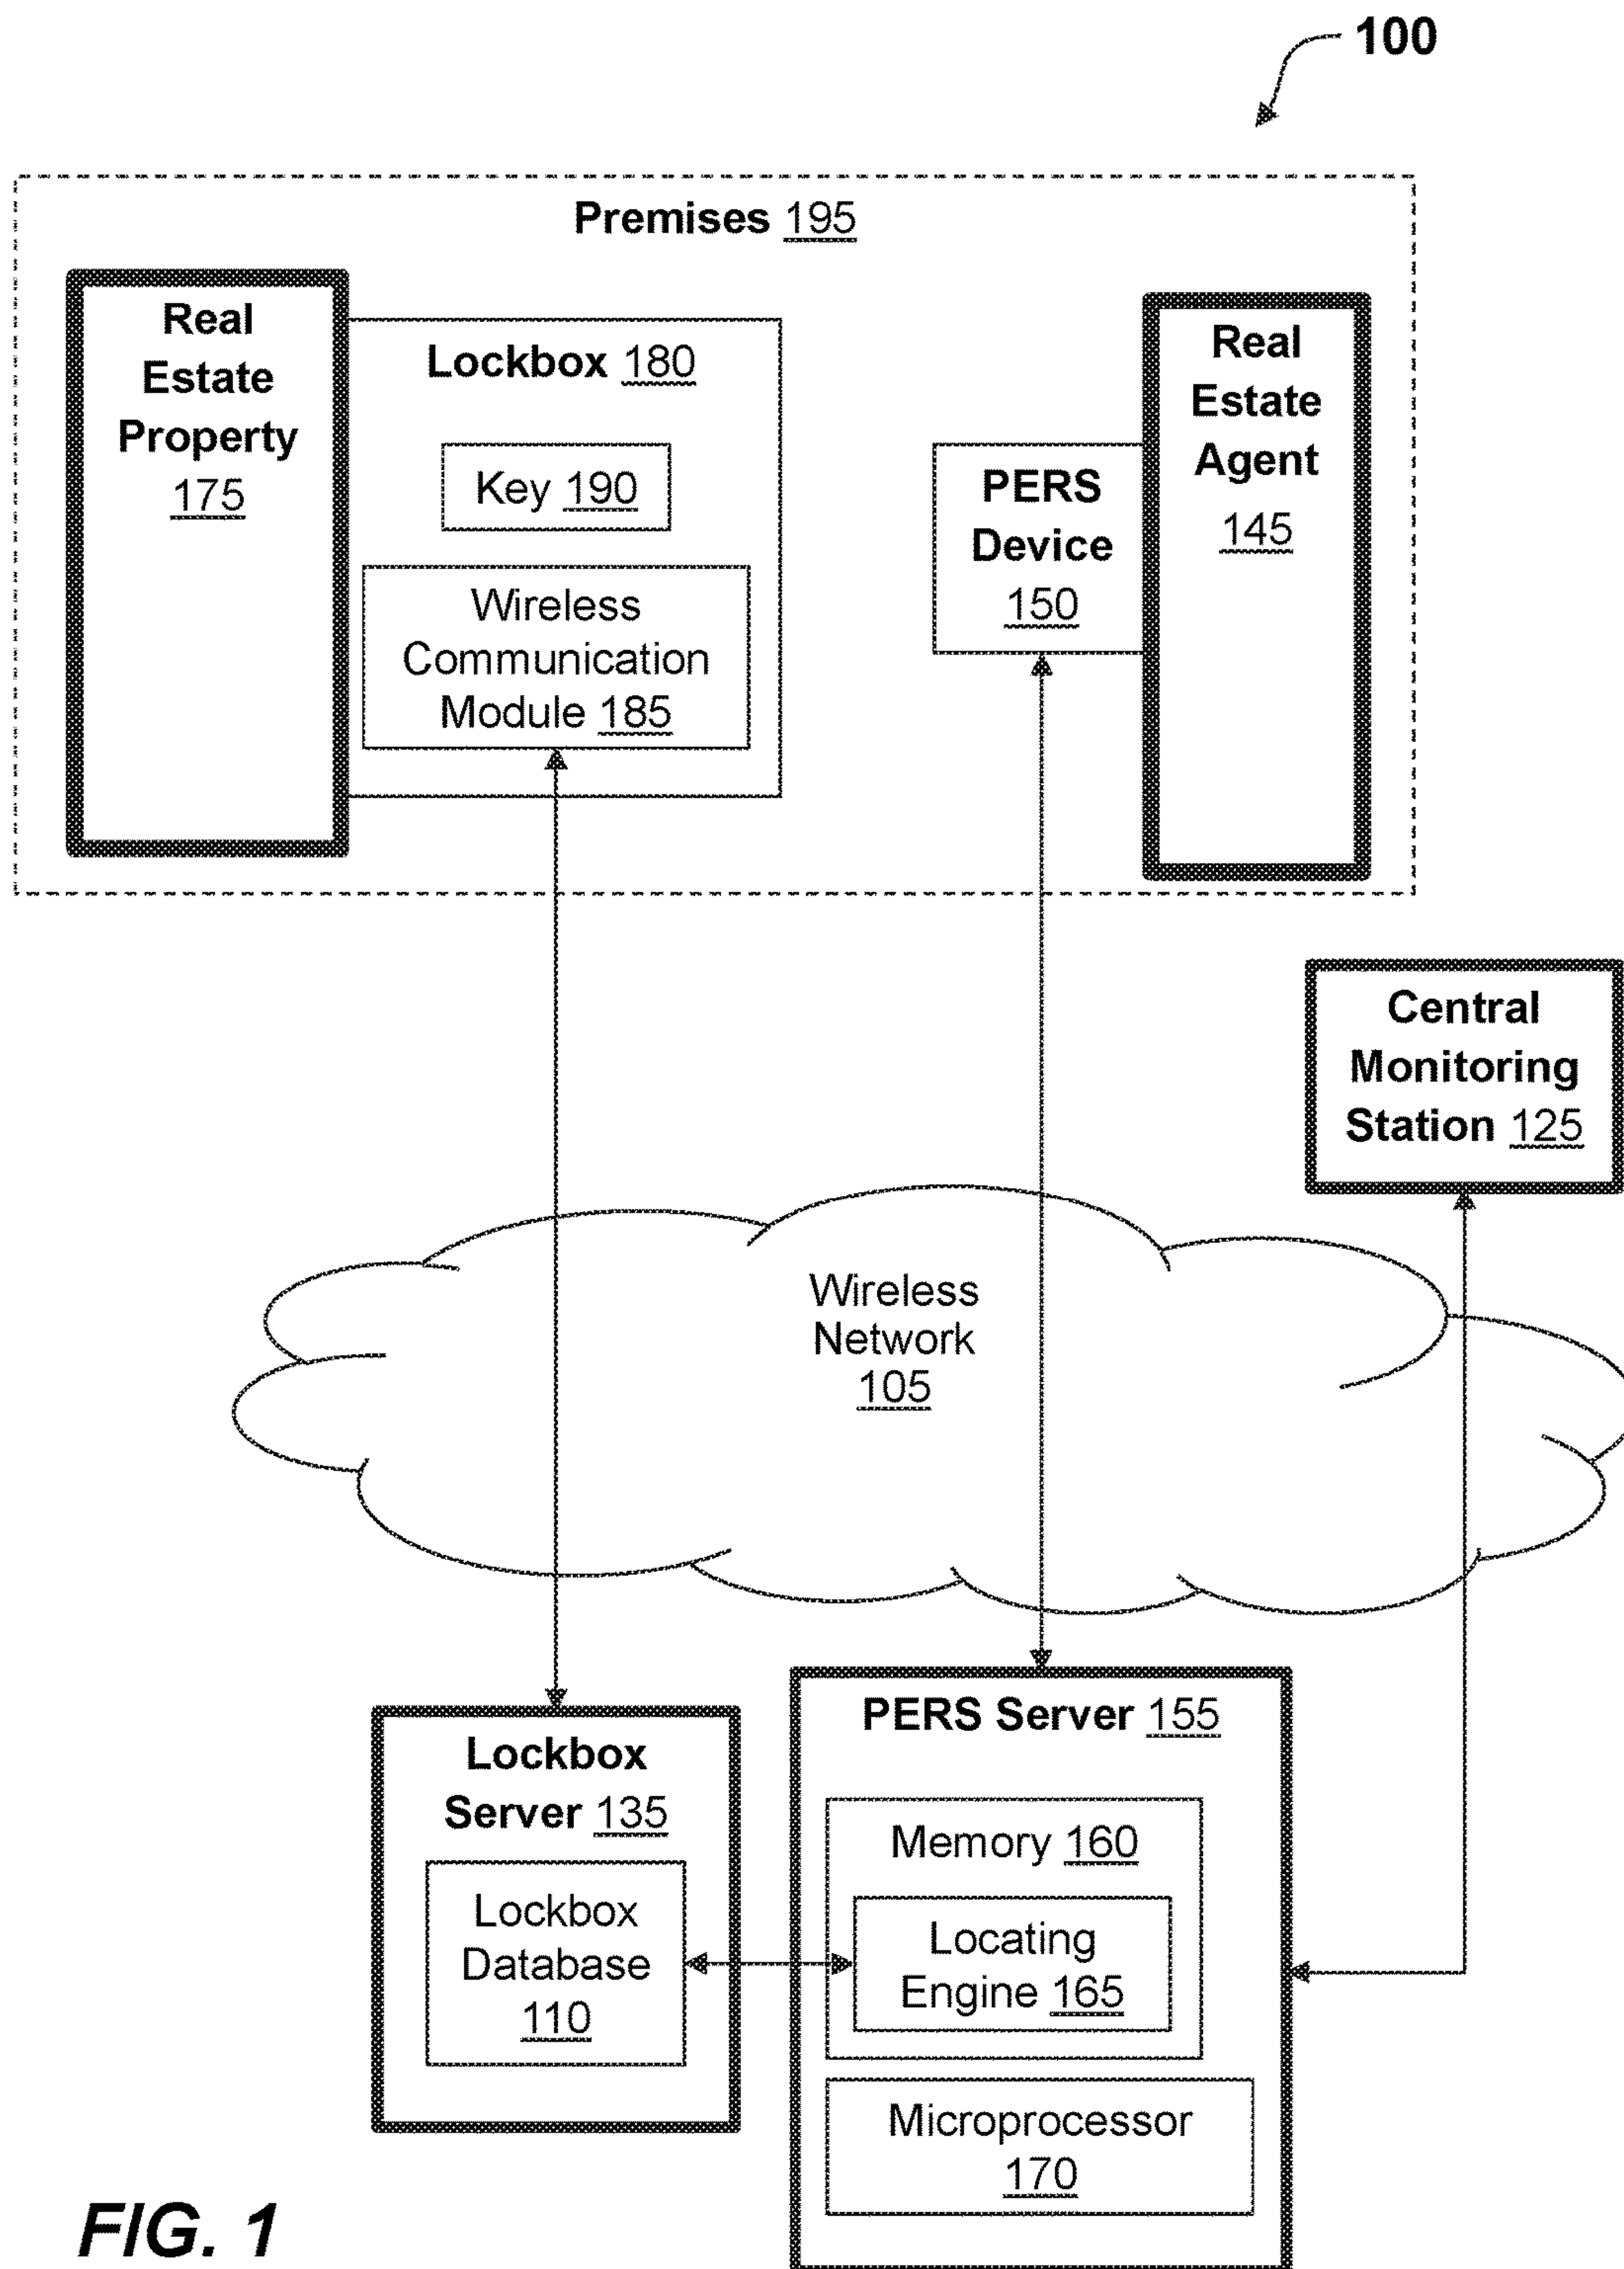 100
Premises 195
Real
Estate
Property
175
Lockbox 180
Key 190
Wireless
Communication
Module 185
PERS
Device
150
Real
Estate
Agent
145
Central
Monitoring
Station 125
Wireless
Network
105
Lockbox
Server 135
Lockbox
Database
110
PERS Server 155
Memory 160
Locating
Engine 165
Microprocessor
170
FIG. 1